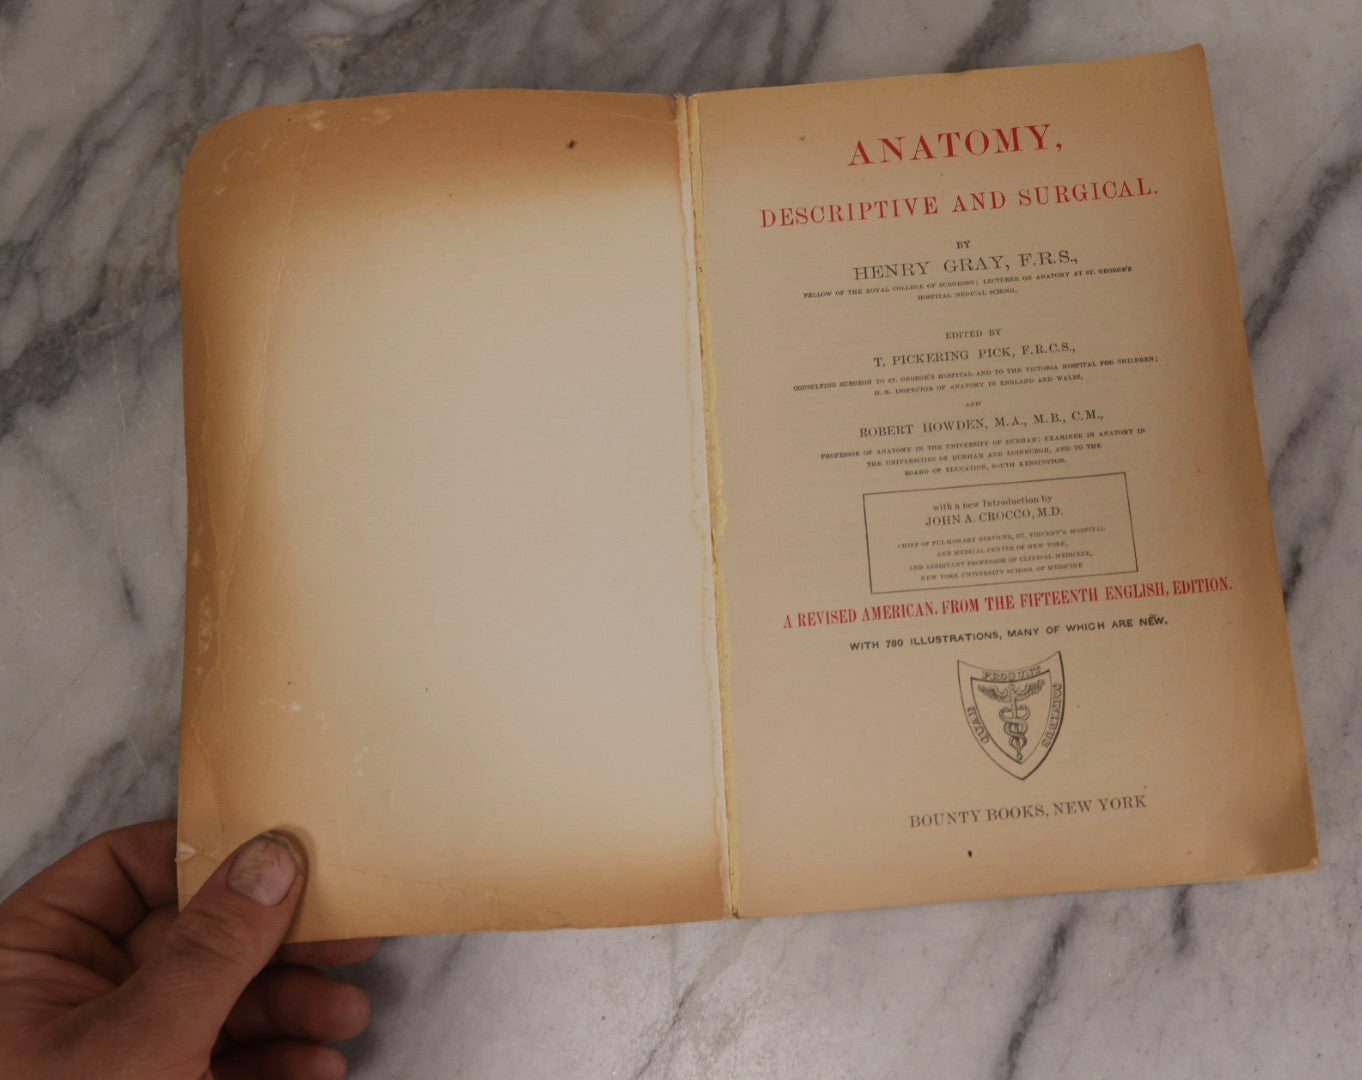 ANATOMY,
DESCRIPTIVE AND SURGICAL.
BY
HENRY GRAY, F.R.S.,
FELLOW OF THE ROYAL COLLEGE OF SURGEONS; LECTURER ON ANATOMY AT ST. GEORGE'S
HOSPITAL MEDICAL SCHOOL.
EDITED BY
T. PICKERING PICK, F.R.C.S.,
CONSULTING SURGEON TO ST. GEORGE'S HOSPITAL AND TO THE VICTORIA HOSPITAL FOR CHILDREN;
H. M. INSPECTOR OF ANATOMY IN ENGLAND AND WALES,
AND
ROBERT HOWDEN, M.A., M.B., C.M.,
PROFESSOR OF ANATOMY IN THE UNIVERSITY OF DURHAM; EXAMINER IN ANATOMY IN
THE UNIVERSITIES OF DURHAM AND EDINBURGH, AND TO THE
BOARD OF EDUCATION, SOUTH KENSINGTON.
with a new Introduction by
JOHN A. CROCCO, M.D.
CHIEF OF PULMONARY SERVICES, ST. VINCENT'S HOSPITAL
AND MEDICAL CENTER OF NEW YORK,
AND ASSISTANT PROFESSOR OF CLINICAL MEDICINE,
NEW YORK UNIVERSITY SCHOOL OF MEDICINE
A REVISED AMERICAN, FROM THE FIFTEENTH ENGLISH, EDITION.
WITH 780 ILLUSTRATIONS, MANY OF WHICH ARE NEW.
QUAE PROSUNT OMNIBUS
BOUNTY BOOKS, NEW YORK